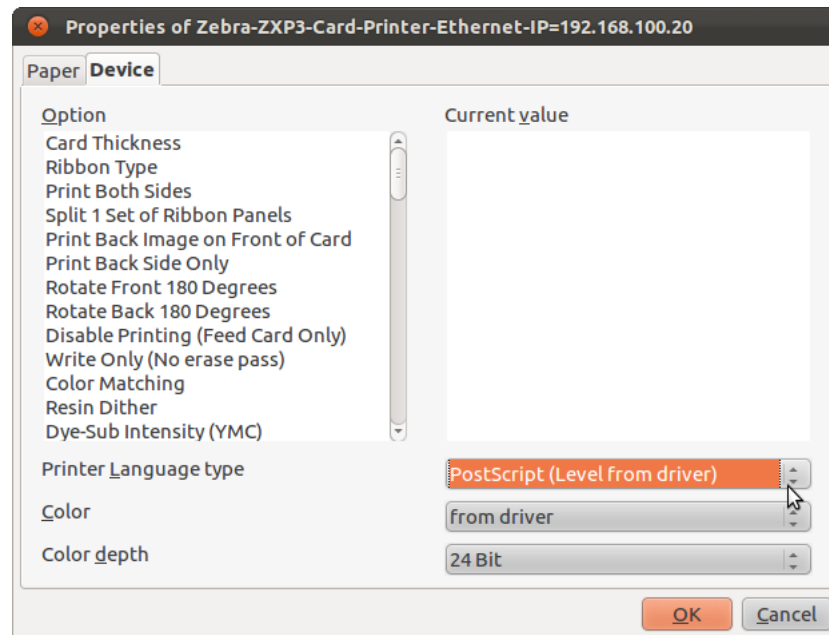 Properties of Zebra-ZXP3-Card-Printer-Ethernet-IP=192.168.100.20
Paper Device
Option
Card Thickness
Ribbon Type
Print Both Sides
Split 1 Set of Ribbon Panels
Print Back Image on Front of Card
Print Back Side Only
Rotate Front 180 Degrees
Rotate Back 180 Degrees
Disable Printing (Feed Card Only)
Write Only (No erase pass)
Color Matching
Resin Dither
Dye-Sub Intensity (YMC)
Current value
Printer Language type PostScript (Level from driver)
Color from driver
Color depth 24 Bit
OK Cancel